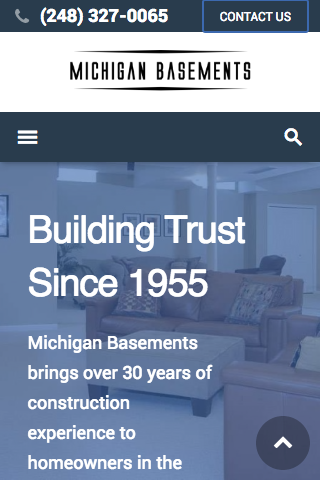 (248) 327-0065
CONTACT US
MICHIGAN BASEMENTS
Building Trust
Since 1955
Michigan Basements
brings over 30 years of
construction
experience to
homeowners in the